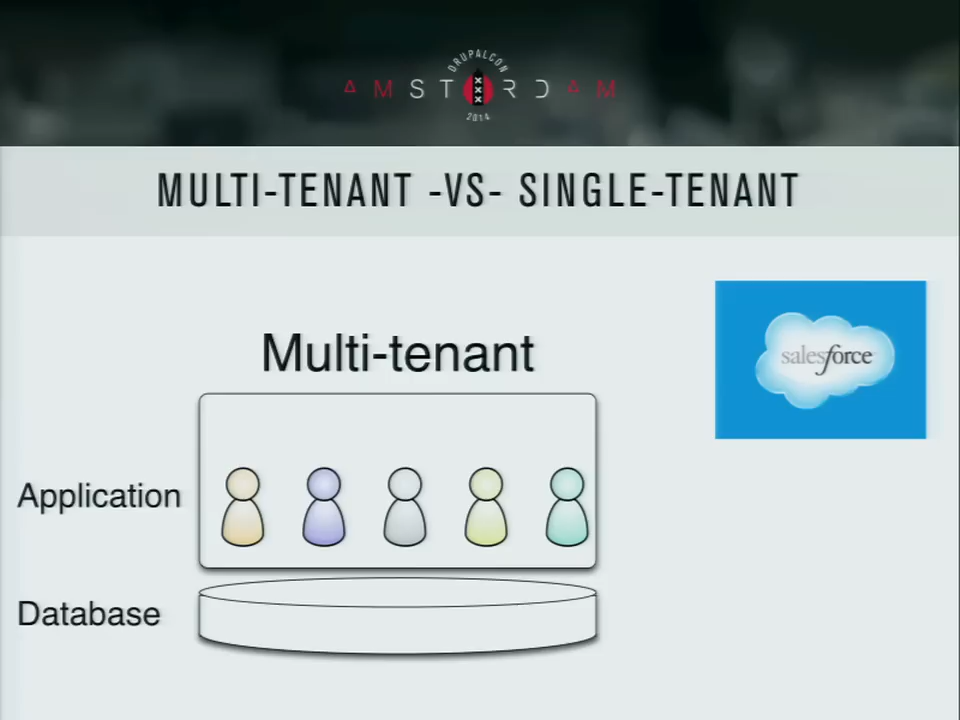 DRUPALCON
AMSTERDAM
2014
MULTI-TENANT -VS- SINGLE-TENANT
Multi-tenant
salesforce
Application
Database